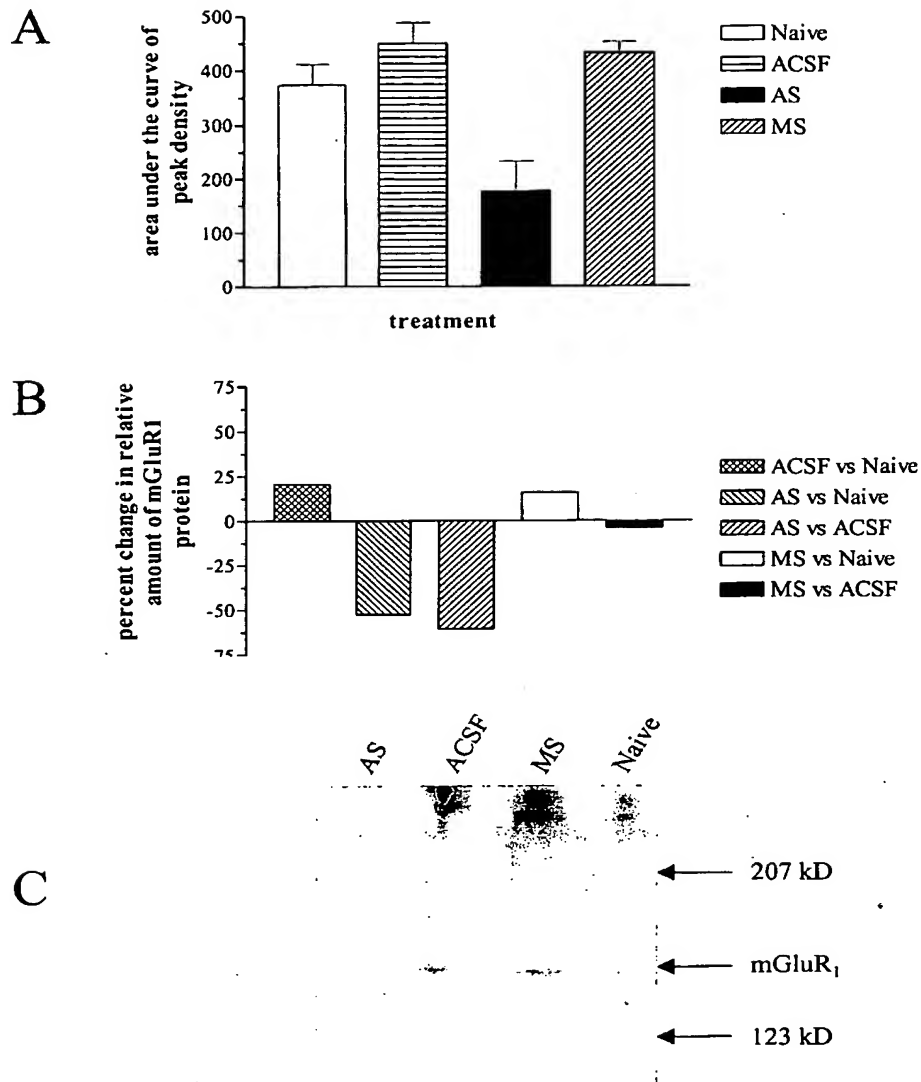 A
area under the curve of
peak density
500
400
300
200
100
0
treatment
Naive
ACSF
AS
MS
B
percent change in relative
amount of mGluR1
protein
75
50
25
0
-25
-50
75
ACSF vs Naive
AS vs Naive
AS vs ACSF
MS vs Naive
MS vs ACSF
C
AS
ACSF
MS
Naive
207 kD
mGluR1
123 kD